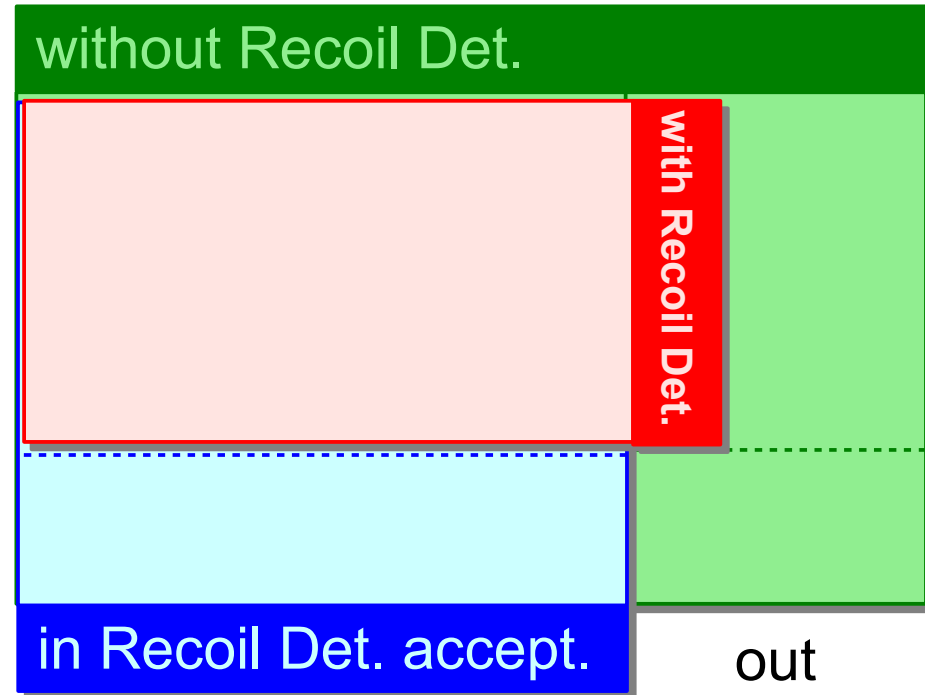 without Recoil Det.
with Recoil Det.
in Recoil Det. accept.
out